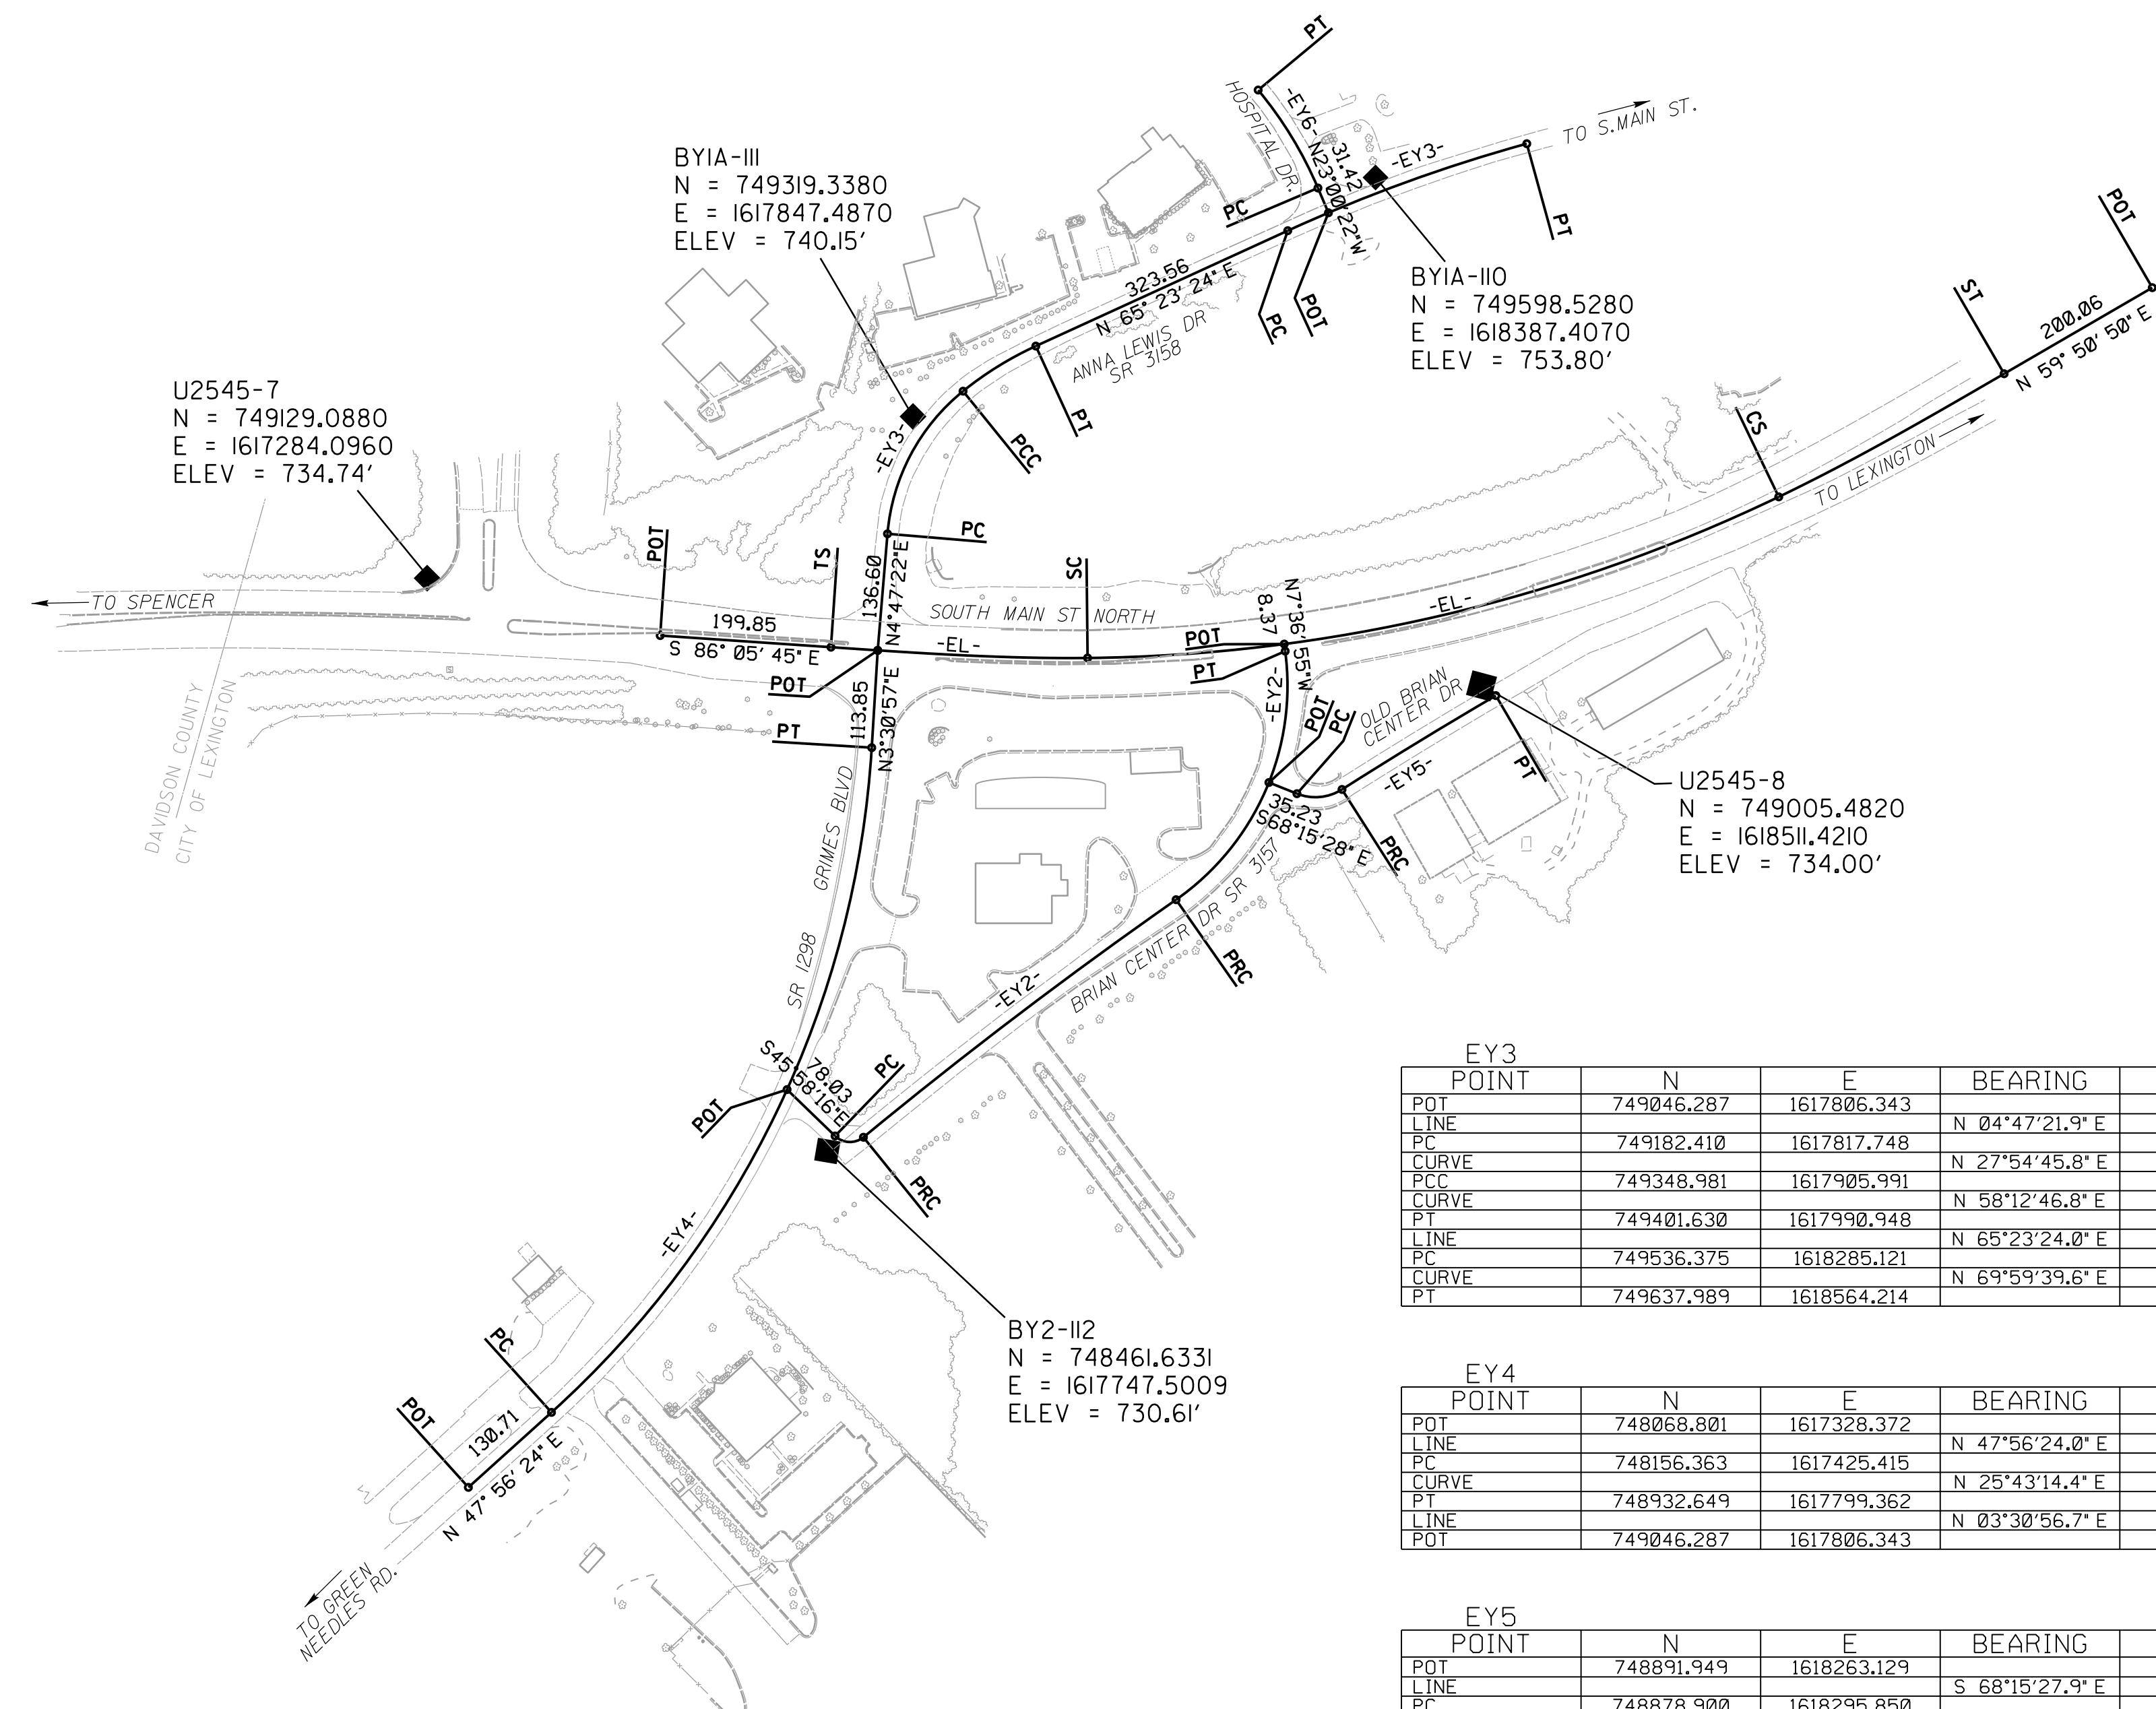 PT
HOSPITAL DR.
-EY6-
31.42
N23°00'22"W
-EY3-
TO S.MAIN ST.
PC
PT
PC
POT
BY1A-111
N = 749319.3380
E = 1617847.4870
ELEV = 740.15'
BY1A-110
N = 749598.5280
E = 1618387.4070
ELEV = 753.80'
POT
ST
200.06
N 59° 50' 50" E
323.56
N 65° 23' 24" E
ANNA LEWIS DR
SR 3158
PT
PCC
-EY3-
U2545-7
N = 749129.0880
E = 1617284.0960
ELEV = 734.74'
CS
TO LEXINGTON
PC
POT
TS
136.60
N4°47'22"E
SC
TO SPENCER
199.85
S 86° 05' 45" E
SOUTH MAIN ST NORTH
-EL-
-EL-
8.37
N7°36'55"W
POT
PT
POT
PT
113.85
N3°30'57"E
-EY2-
POT
PC
OLD BRIAN
CENTER DR
-EY5-
PT
35.23
S68°15'28" E
PRC
U2545-8
N = 749005.4820
E = 1618511.4210
ELEV = 734.00'
DAVIDSON COUNTY
CITY OF LEXINGTON
GRIMES BLVD
SR 1298
-EY2-
BRIAN CENTER DR SR 3157
PRC
S45°58'16"E
78.03
PC
POT
PRC
-EY4-
BY2-112
N = 748461.6331
E = 1617747.5009
ELEV = 730.61'
PC
POT
130.71
N 47° 56' 24" E
TO GREEN
NEEDLES RD.
EY3
POINT N E BEARING
POT 749046.287 1617806.343
LINE N 04°47'21.9" E
PC 749182.410 1617817.748
CURVE N 27°54'45.8" E
PCC 749348.981 1617905.991
CURVE N 58°12'46.8" E
PT 749401.630 1617990.948
LINE N 65°23'24.0" E
PC 749536.375 1618285.121
CURVE N 69°59'39.6" E
PT 749637.989 1618564.214
EY4
POINT N E BEARING
POT 748068.801 1617328.372
LINE N 47°56'24.0" E
PC 748156.363 1617425.415
CURVE N 25°43'14.4" E
PT 748932.649 1617799.362
LINE N 03°30'56.7" E
POT 749046.287 1617806.343
EY5
POINT N E BEARING
POT 748891.949 1618263.129
LINE S 68°15'27.9" E
PC 748878.900 1618295.850